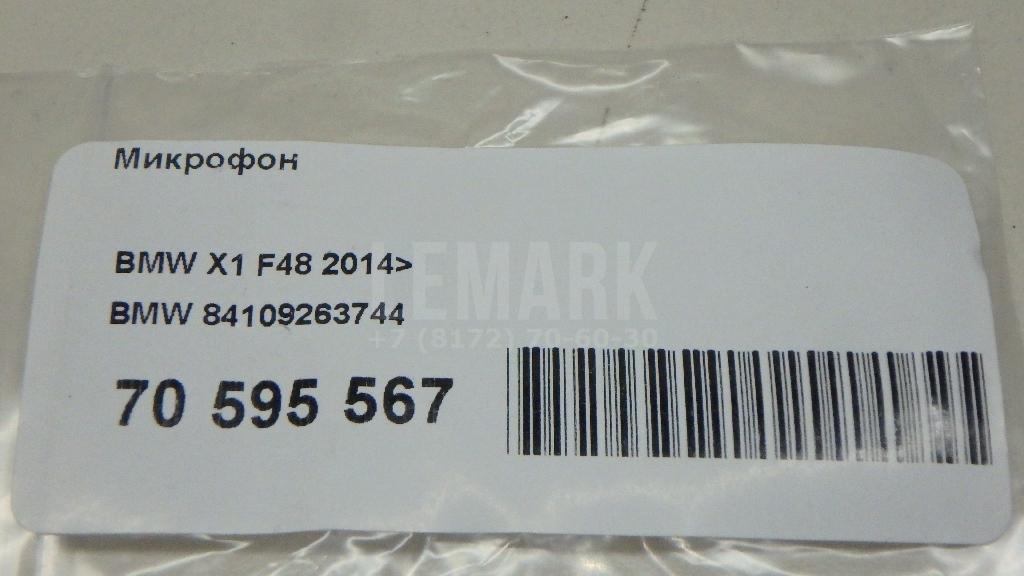 Микрофон
BMW X1 F48 2014>
LEMARK
BMW 84109263744
+7 (8172) 70-60-30
70 595 567